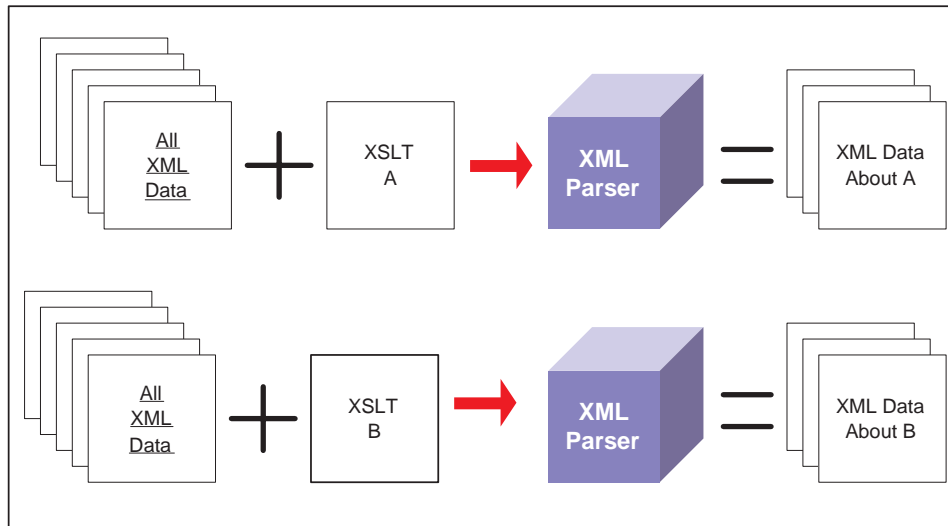 All
XML
Data
XSLT
A
XML
Parser
XML Data
About A
All
XML
Data
XSLT
B
XML
Parser
XML Data
About B